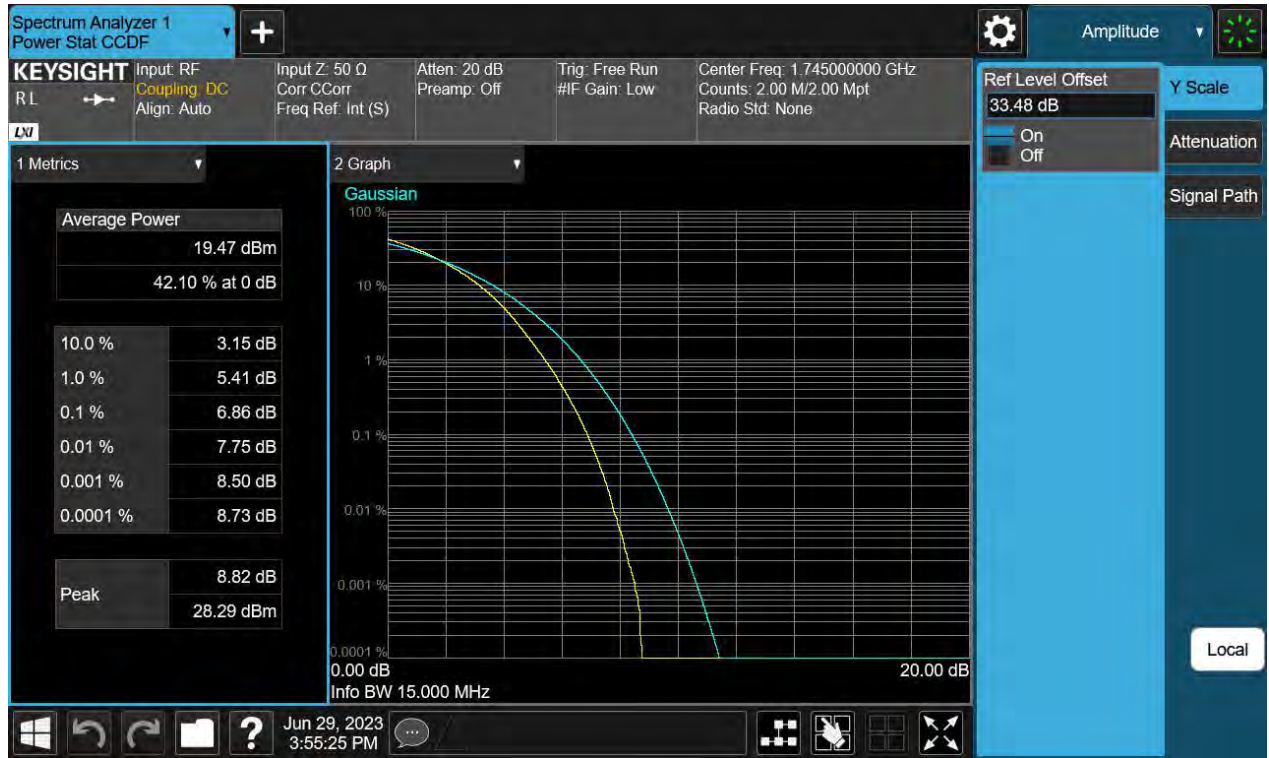 Spectrum Analyzer 1
Power Stat CCDF
+
Amplitude
KEYSIGHT
RL
LXI
Input: RF
Coupling: DC
Align: Auto
Input Z: 50 Ω
Corr CCorr
Freq Ref: Int (S)
Atten: 20 dB
Preamp: Off
Trig: Free Run
#IF Gain: Low
Center Freq: 1.745000000 GHz
Counts: 2.00 M/2.00 Mpt
Radio Std: None
Ref Level Offset
33.48 dB
On
Off
Y Scale
Attenuation
Signal Path
Local
1 Metrics
Average Power
19.47 dBm
42.10 % at 0 dB
10.0 % 3.15 dB
1.0 % 5.41 dB
0.1 % 6.86 dB
0.01 % 7.75 dB
0.001 % 8.50 dB
0.0001 % 8.73 dB
Peak
8.82 dB
28.29 dBm
2 Graph
Gaussian
100 %
10 %
1 %
0.1 %
0.01 %
0.001 %
0.0001 %
0.00 dB 20.00 dB
Info BW 15.000 MHz
?
Jun 29, 2023
3:55:25 PM